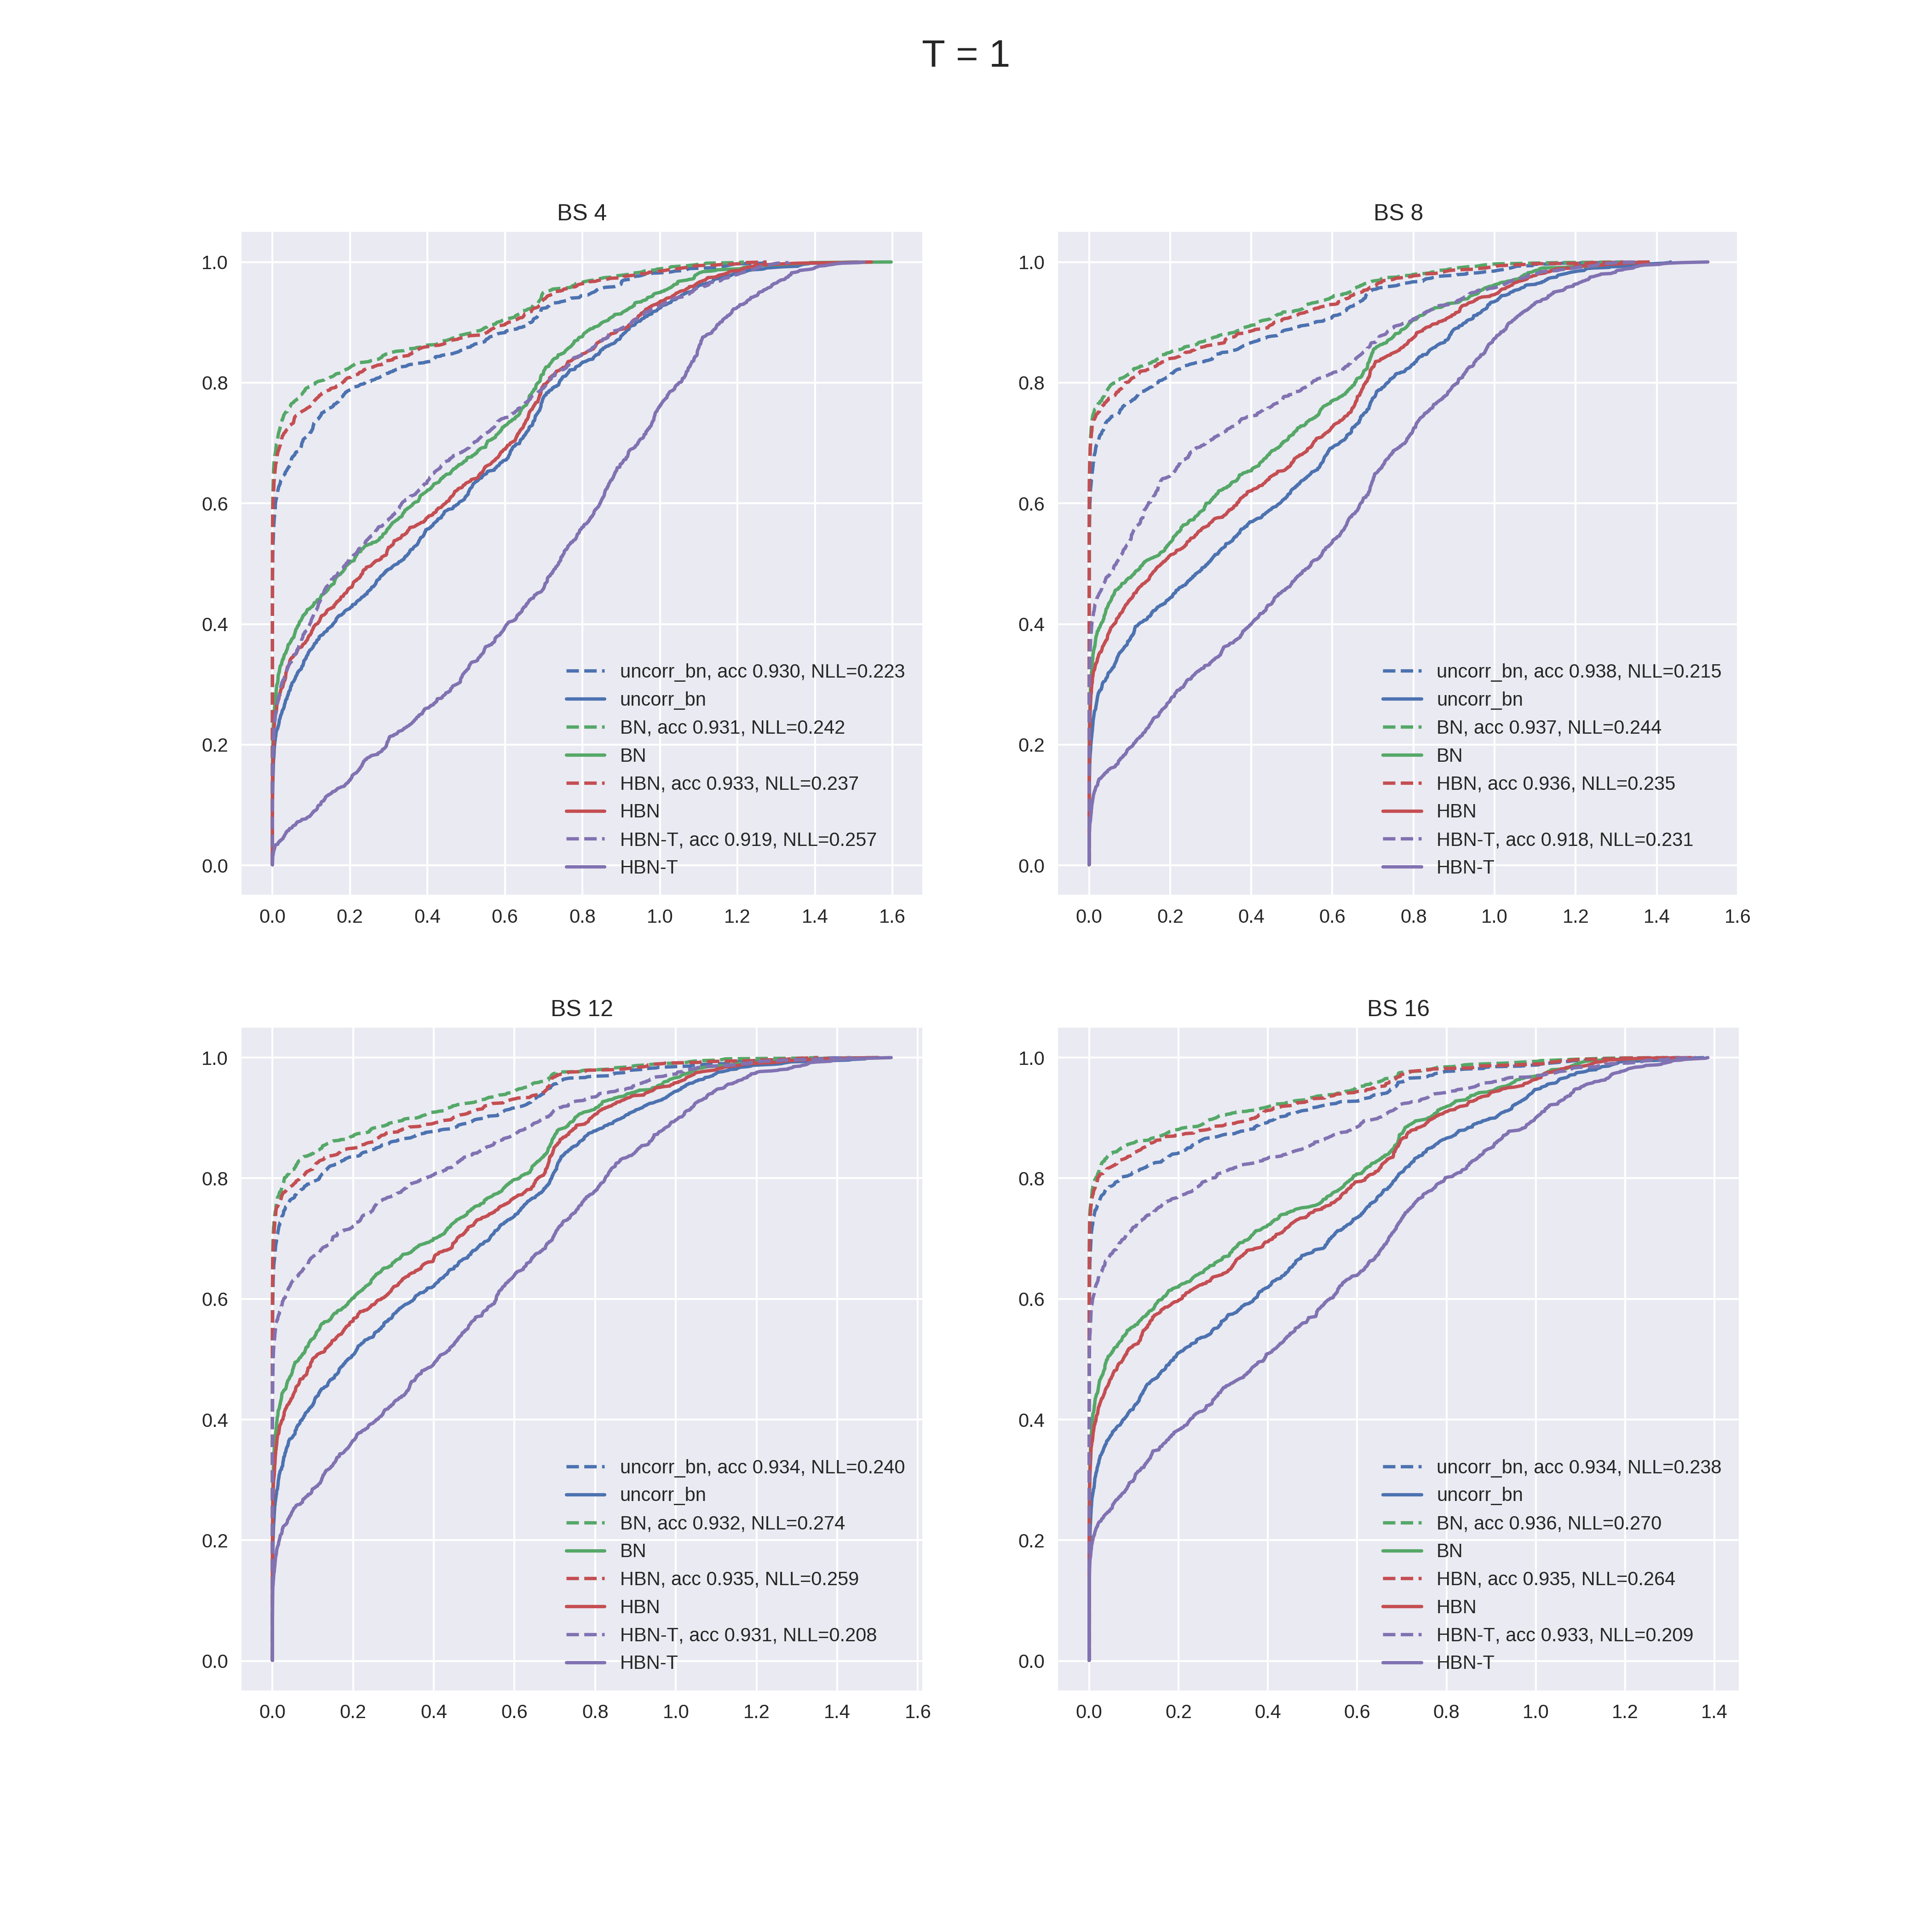 T = 1
BS 4
1.0
0.8
0.6
0.4
0.2
0.0
uncorr_bn, acc 0.930, NLL=0.223
uncorr_bn
BN, acc 0.931, NLL=0.242
BN
HBN, acc 0.933, NLL=0.237
HBN
HBN-T, acc 0.919, NLL=0.257
HBN-T
0.0 0.2 0.4 0.6 0.8 1.0 1.2 1.4 1.6
BS 8
1.0
0.8
0.6
0.4
0.2
0.0
uncorr_bn, acc 0.938, NLL=0.215
uncorr_bn
BN, acc 0.937, NLL=0.244
BN
HBN, acc 0.936, NLL=0.235
HBN
HBN-T, acc 0.918, NLL=0.231
HBN-T
0.0 0.2 0.4 0.6 0.8 1.0 1.2 1.4 1.6
BS 12
1.0
0.8
0.6
0.4
0.2
0.0
uncorr_bn, acc 0.934, NLL=0.240
uncorr_bn
BN, acc 0.932, NLL=0.274
BN
HBN, acc 0.935, NLL=0.259
HBN
HBN-T, acc 0.931, NLL=0.208
HBN-T
0.0 0.2 0.4 0.6 0.8 1.0 1.2 1.4 1.6
BS 16
1.0
0.8
0.6
0.4
0.2
0.0
uncorr_bn, acc 0.934, NLL=0.238
uncorr_bn
BN, acc 0.936, NLL=0.270
BN
HBN, acc 0.935, NLL=0.264
HBN
HBN-T, acc 0.933, NLL=0.209
HBN-T
0.0 0.2 0.4 0.6 0.8 1.0 1.2 1.4